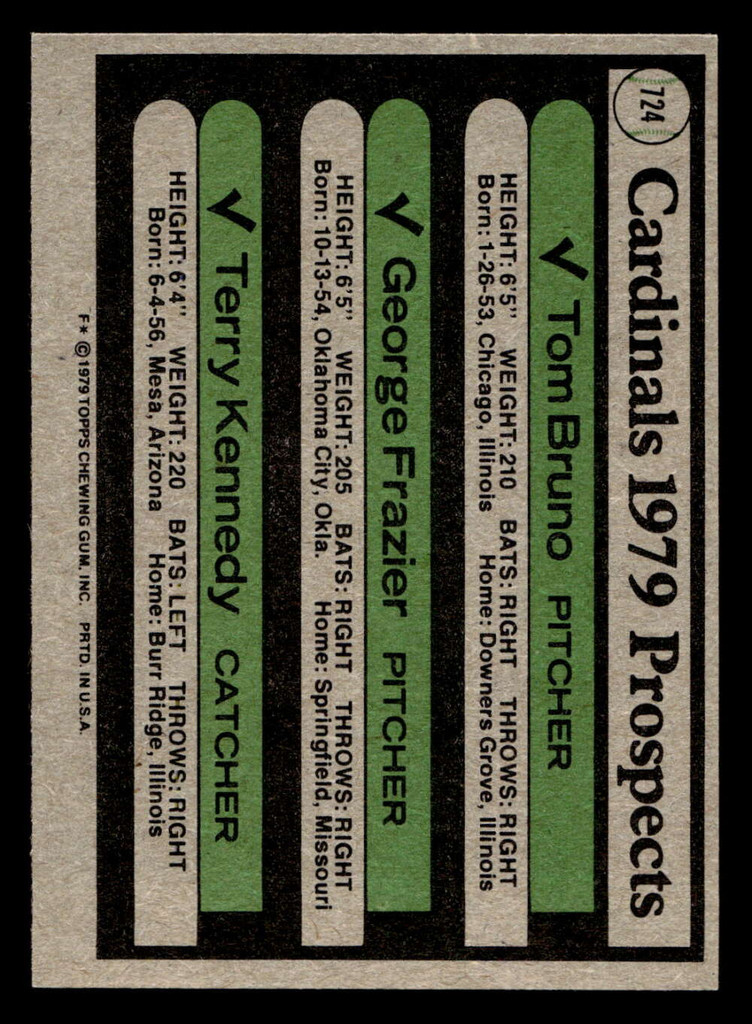 724
Cardinals 1979 Prospects
✓ Tom Bruno PITCHER
HEIGHT: 6'5" WEIGHT: 210 BATS: RIGHT THROWS: RIGHT
Born: 1-26-53, Chicago, Illinois Home: Downers Grove, Illinois
✓ George Frazier PITCHER
HEIGHT: 6'5" WEIGHT: 205 BATS: RIGHT THROWS: RIGHT
Born: 10-13-54, Oklahoma City, Okla. Home: Springfield, Missouri
✓ Terry Kennedy CATCHER
HEIGHT: 6'4" WEIGHT: 220 BATS: LEFT THROWS: RIGHT
Born: 6-4-56, Mesa, Arizona Home: Burr Ridge, Illinois
F* © 1979 TOPPS CHEWING GUM, INC. PRTD. IN U.S.A.